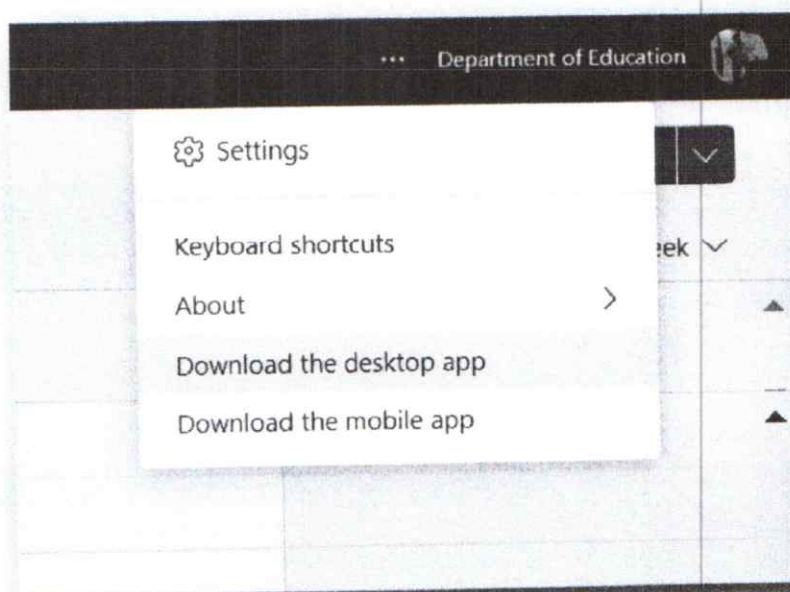 ... Department of Education
Settings
Keyboard shortcuts
eek
About
Download the desktop app
Download the mobile app